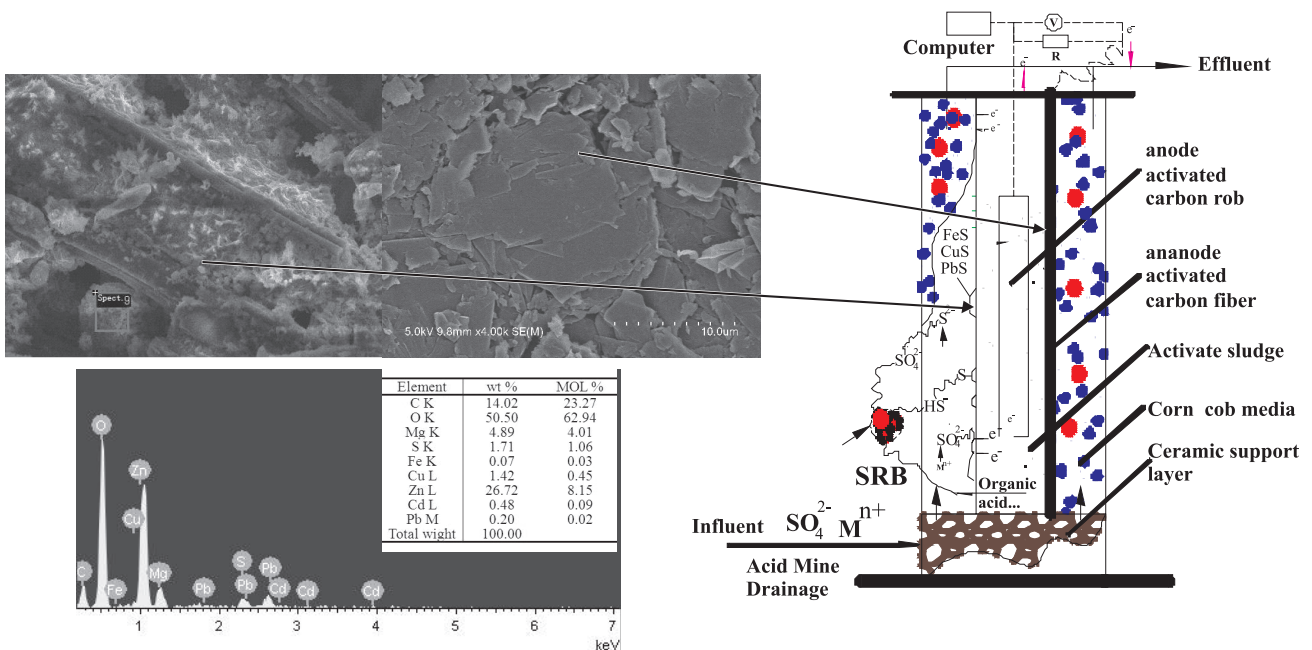 Computer
V
R
e-
e-
Effluent
e-
e-
anode
activated
carbon rob
ananode
activated
carbon fiber
Activate sludge
Corn cob media
Ceramic support
layer
FeS
CuS
PbS
S2-
SO42-
S
HS-
e-
SO42-
e-
e-
Mn+
SRB
Organic
acid...
Influent SO42- Mn+
Acid Mine
Drainage
Spect.g
5.0kV 9.8mm x4.00k SE(M)
10.0um
Element wt % MOL %
C K 14.02 23.27
O K 50.50 62.94
Mg K 4.89 4.01
S K 1.71 1.06
Fe K 0.07 0.03
Cu L 1.42 0.45
Zn L 26.72 8.15
Cd L 0.48 0.09
Pb M 0.20 0.02
Total wight 100.00
O
Zn
Cu
S
Pb
C
Fe
Mg
Pb
Pb
Cd
Cd
Cd
1 2 3 4 5 6 7
keV